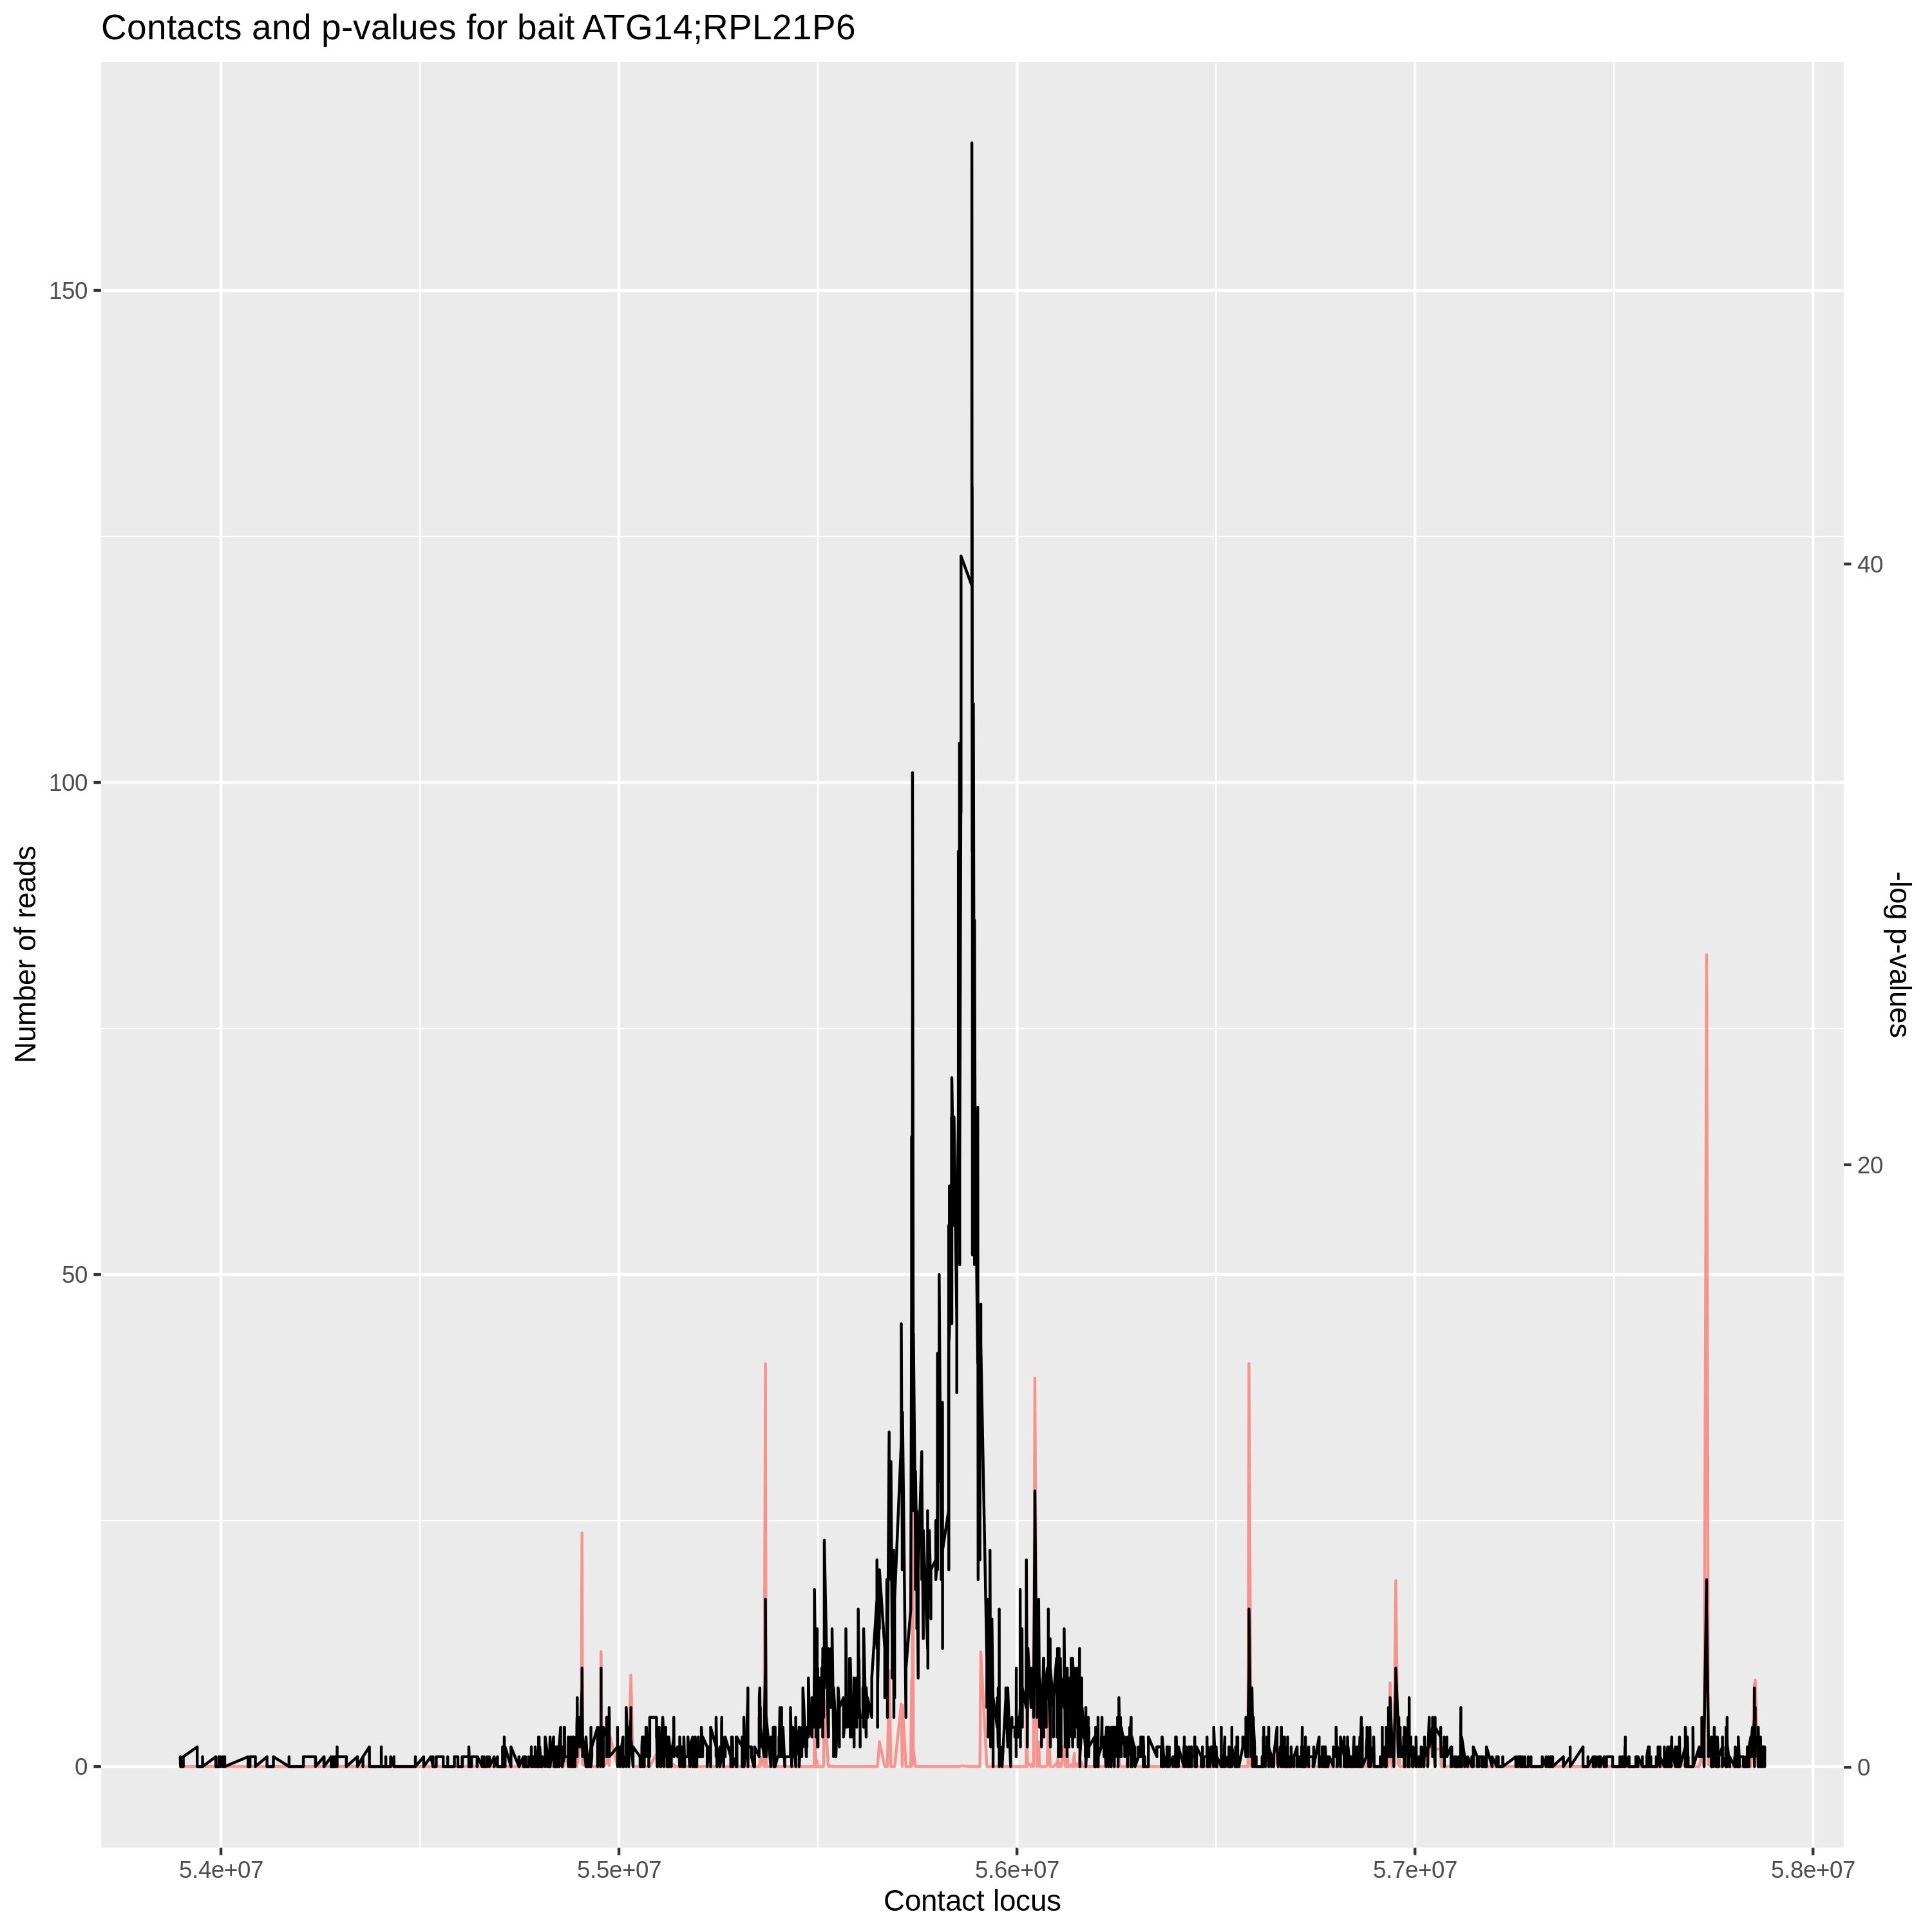 Contacts and p-values for bait ATG14;RPL21P6
150
100
50
0
Number of reads
40
20
0
-log p-values
5.4e+07
5.5e+07
5.6e+07
5.7e+07
5.8e+07
Contact locus